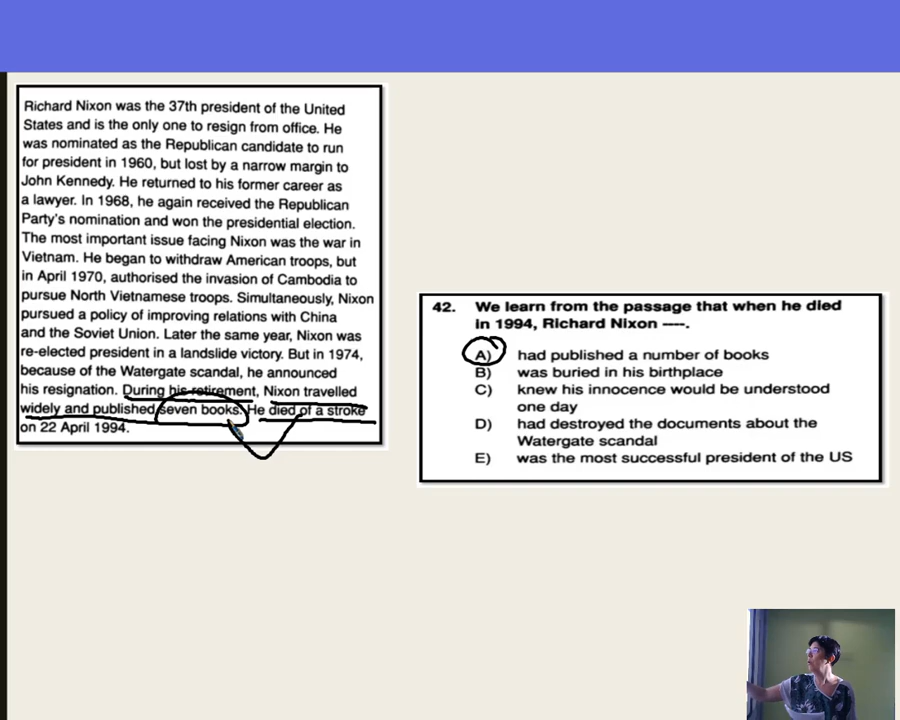 Richard Nixon was the 37th president of the United
States and is the only one to resign from office. He
was nominated as the Republican candidate to run
for president in 1960, but lost by a narrow margin to
John Kennedy. He returned to his former career as
a lawyer. In 1968, he again received the Republican
Party's nomination and won the presidential election.
The most important issue facing Nixon was the war in
Vietnam. He began to withdraw American troops, but
in April 1970, authorised the invasion of Cambodia to
pursue North Vietnamese troops. Simultaneously, Nixon
pursued a policy of improving relations with China
and the Soviet Union. Later the same year, Nixon was
re-elected president in a landslide victory. But in 1974,
because of the Watergate scandal, he announced
his resignation. During his retirement, Nixon travelled
widely and published seven books. He died of a stroke
on 22 April 1994.
42. We learn from the passage that when he died
in 1994, Richard Nixon ----.
A) had published a number of books
B) was buried in his birthplace
C) knew his innocence would be understood
one day
D) had destroyed the documents about the
Watergate scandal
E) was the most successful president of the US